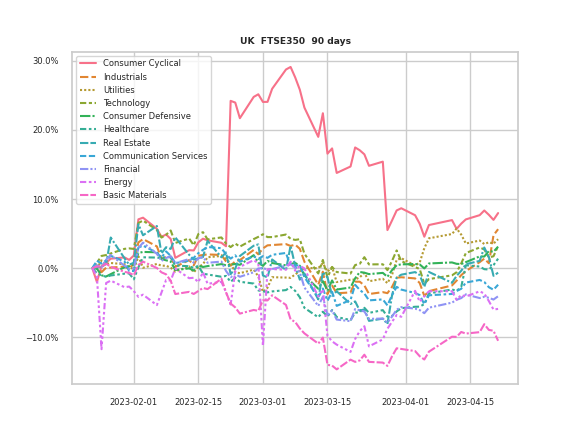 UK FTSE350 90 days
30.0%
20.0%
10.0%
0.0%
−10.0%
Consumer Cyclical
Industrials
Utilities
Technology
Consumer Defensive
Healthcare
Real Estate
Communication Services
Financial
Energy
Basic Materials
2023-02-01 2023-02-15 2023-03-01 2023-03-15 2023-04-01 2023-04-15